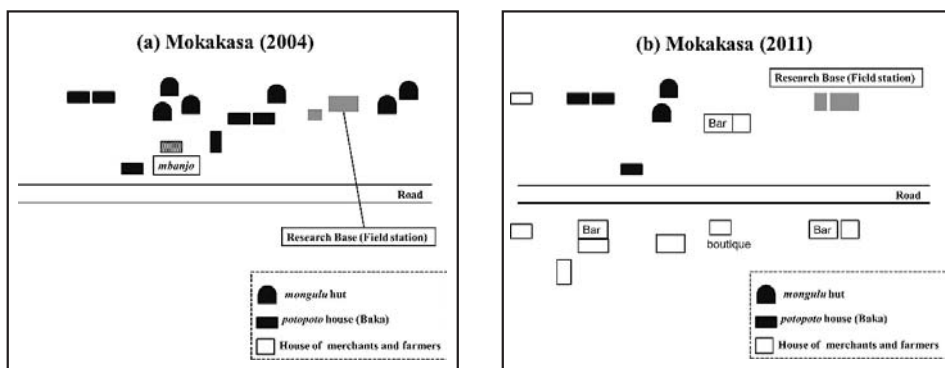 (a) Mokakasa (2004)
mbanjo
Road
Research Base (Field station)
mongulu hut
potopoto house (Baka)
House of merchants and farmers
(b) Mokakasa (2011)
Research Base (Field station)
Bar
Road
Bar
boutique
Bar
mongulu hut
potopoto house (Baka)
House of merchants and farmers